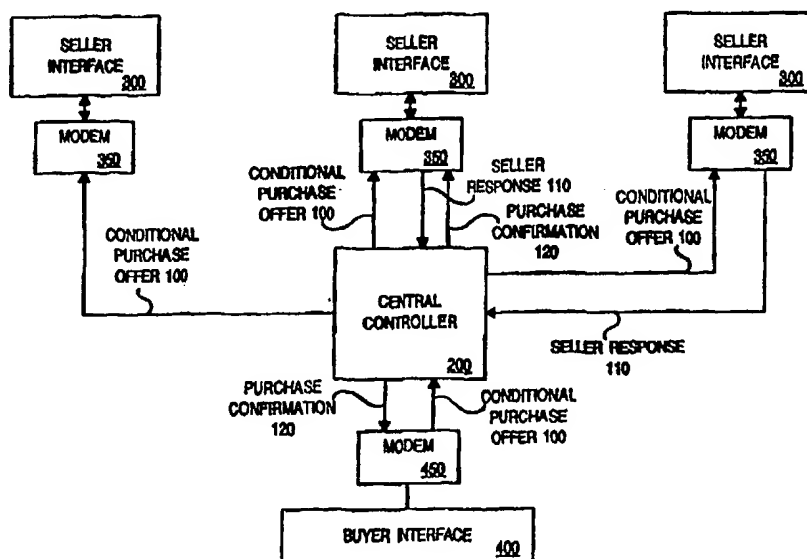 SELLER
INTERFACE
300
SELLER
INTERFACE
300
SELLER
INTERFACE
300
MODEM
350
MODEM
350
MODEM
350
CONDITIONAL
PURCHASE
OFFER 100
SELLER
RESPONSE 110
PURCHASE
CONFIRMATION
120
CONDITIONAL
PURCHASE
OFFER 100
CONDITIONAL
PURCHASE
OFFER 100
CENTRAL
CONTROLLER
200
SELLER RESPONSE
110
PURCHASE
CONFIRMATION
120
CONDITIONAL
PURCHASE
OFFER 100
MODEM
450
BUYER INTERFACE
400